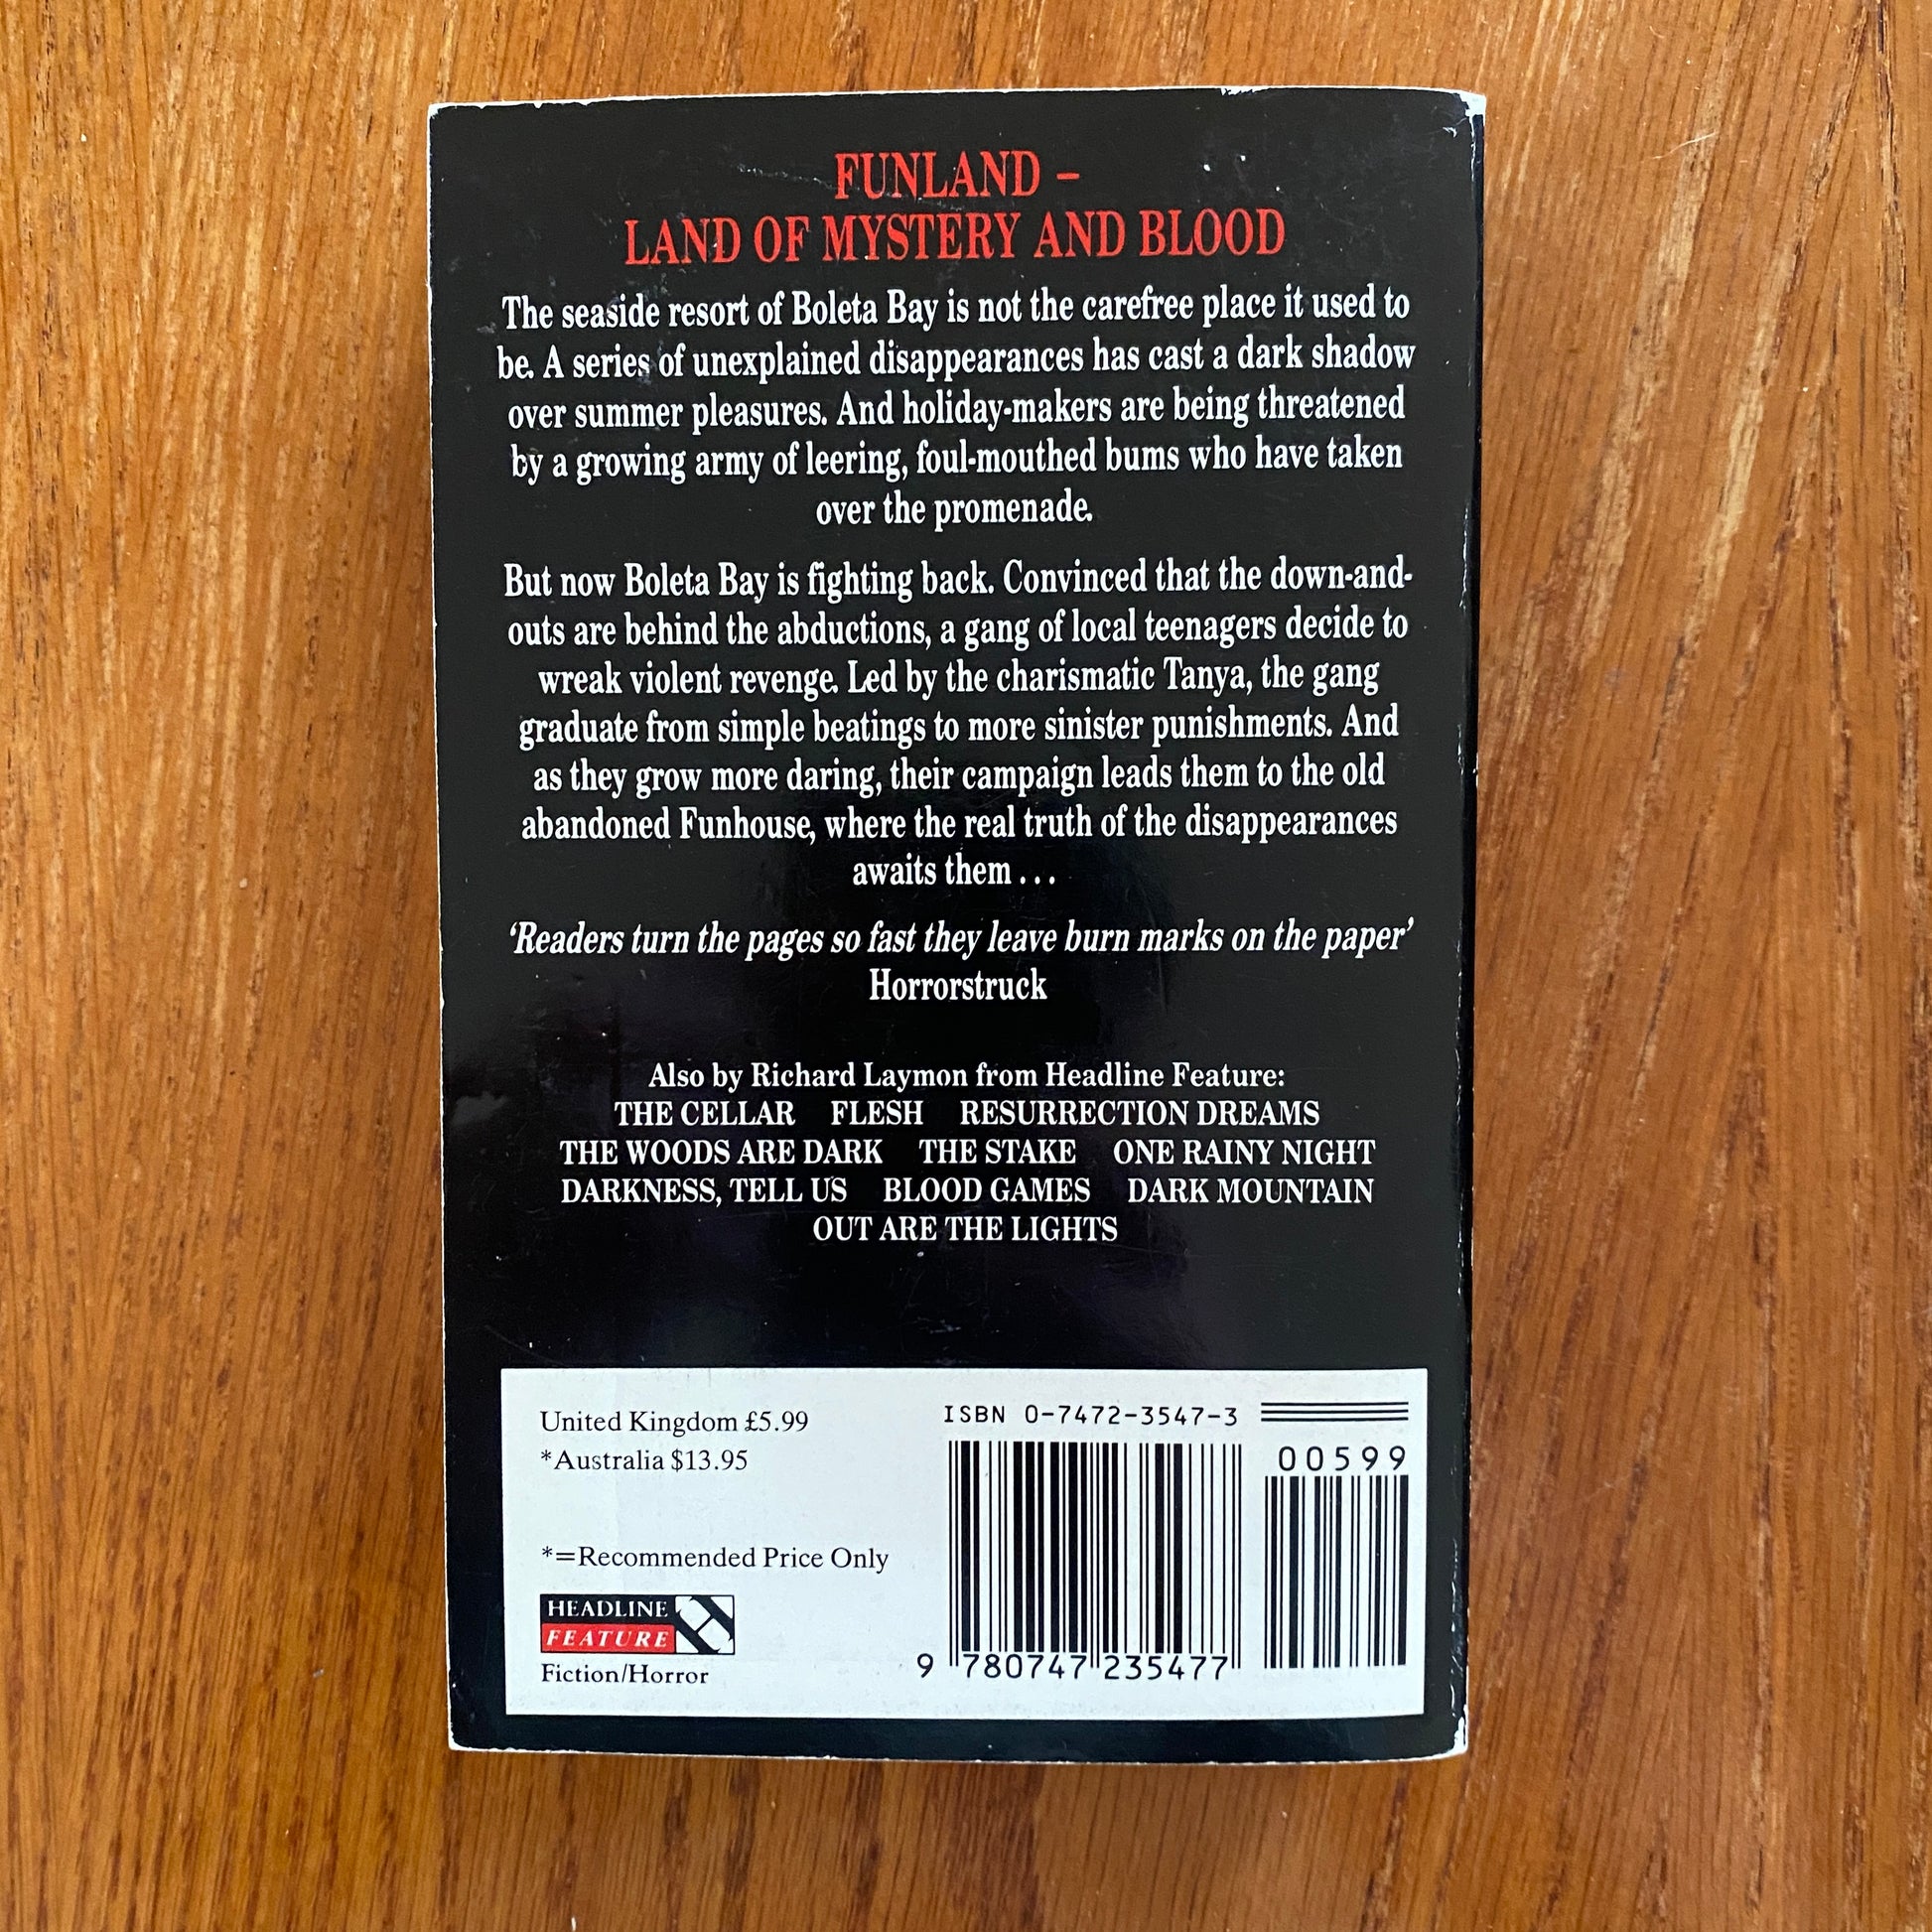 FUNLAND –
LAND OF MYSTERY AND BLOOD
The seaside resort of Boleta Bay is not the carefree place it used to
be. A series of unexplained disappearances has cast a dark shadow
over summer pleasures. And holiday-makers are being threatened
by a growing army of leering, foul-mouthed bums who have taken
over the promenade.
But now Boleta Bay is fighting back. Convinced that the down-and-
outs are behind the abductions, a gang of local teenagers decide to
wreak violent revenge. Led by the charismatic Tanya, the gang
graduate from simple beatings to more sinister punishments. And
as they grow more daring, their campaign leads them to the old
abandoned Funhouse, where the real truth of the disappearances
awaits them . . .
‘Readers turn the pages so fast they leave burn marks on the paper’
Horrorstruck
Also by Richard Laymon from Headline Feature:
THE CELLAR FLESH RESURRECTION DREAMS
THE WOODS ARE DARK THE STAKE ONE RAINY NIGHT
DARKNESS, TELL US BLOOD GAMES DARK MOUNTAIN
OUT ARE THE LIGHTS
United Kingdom £5.99
*Australia $13.95
*=Recommended Price Only
HEADLINE
FEATURE
Fiction/Horror
ISBN 0-7472-3547-3
00599
9 780747 235477